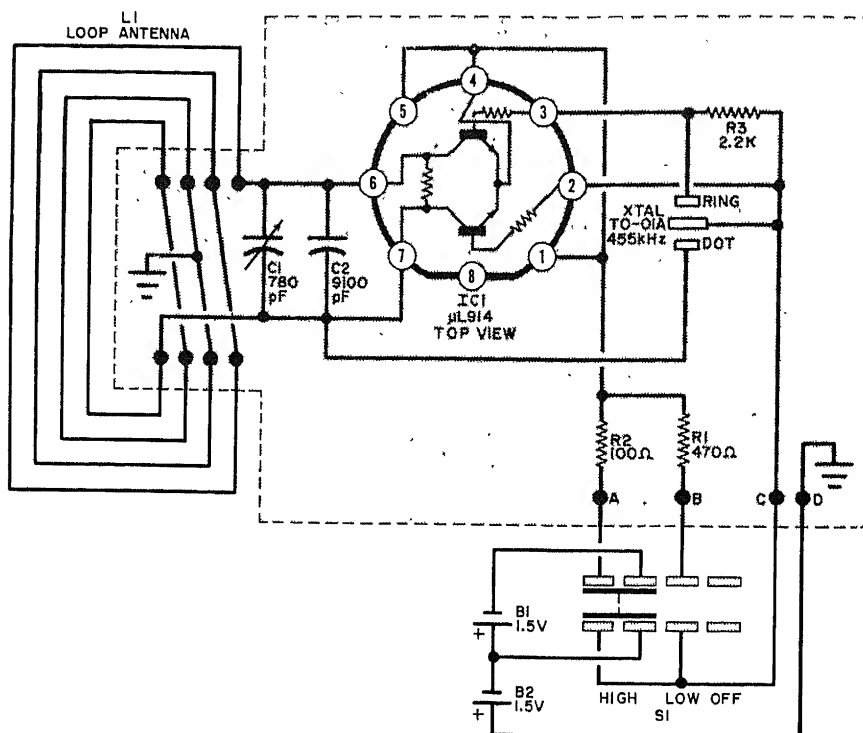 L1
LOOP ANTENNA
4
5
3
R3
2.2K
6
2
RING
XTAL
TO-01A
455kHz
DOT
C1
780
pF
C2
9100
pF
7
1
8
IC1
µL914
TOP VIEW
R2
100Ω
R1
470Ω
A
B
C
D
B1
1.5V
+
B2
1.5V
+
HIGH LOW OFF
S1